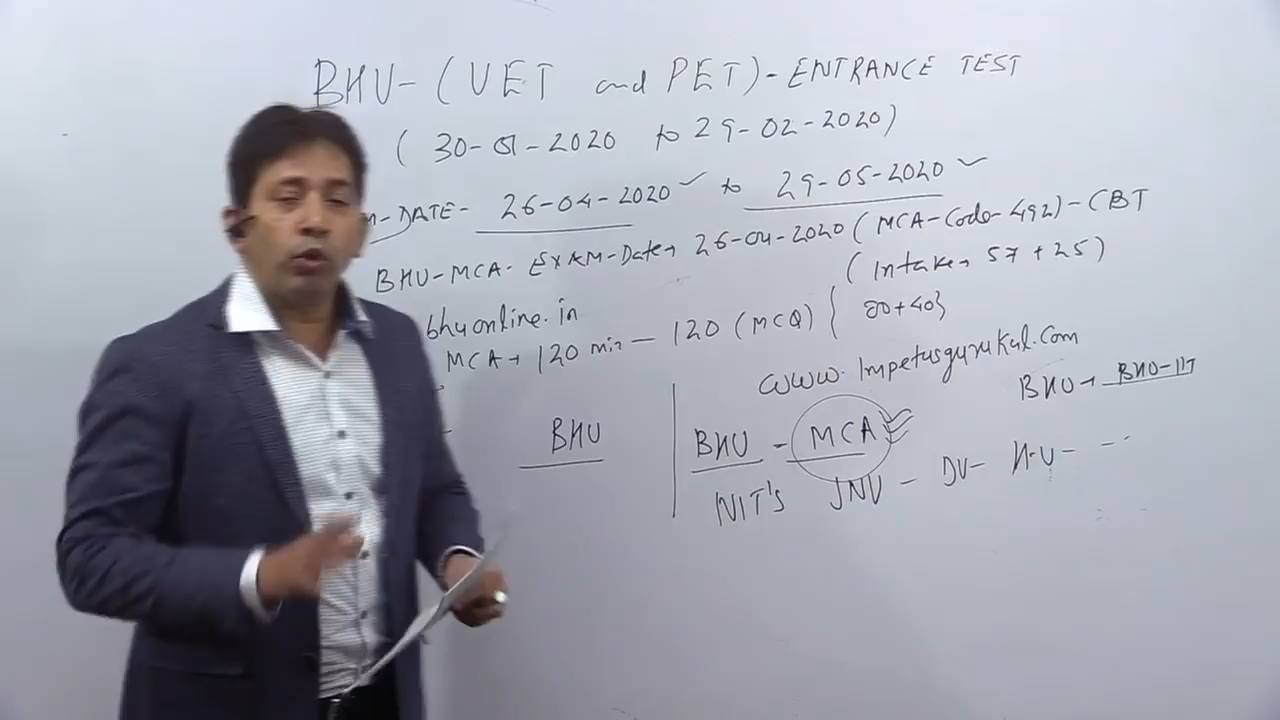 BHU-(UET and PET)-ENTRANCE TEST
(30-01-2020 to 29-02-2020)
m-DATE- 26-04-2020 ✓ to 29-05-2020 ✓
BHU-MCA- EXAM-Date→ 26-04-2020 (MCA-Code-492)-CBT
(Intake→ 57+25)
bhuonline.in
MCA→ 120 min — 120 (MCQ) { 80+40}
www.Impetusgurukul.com
BHU→ BHU-IIT
BHU
BHU - MCA
NIT's JNU - DU- H.U-